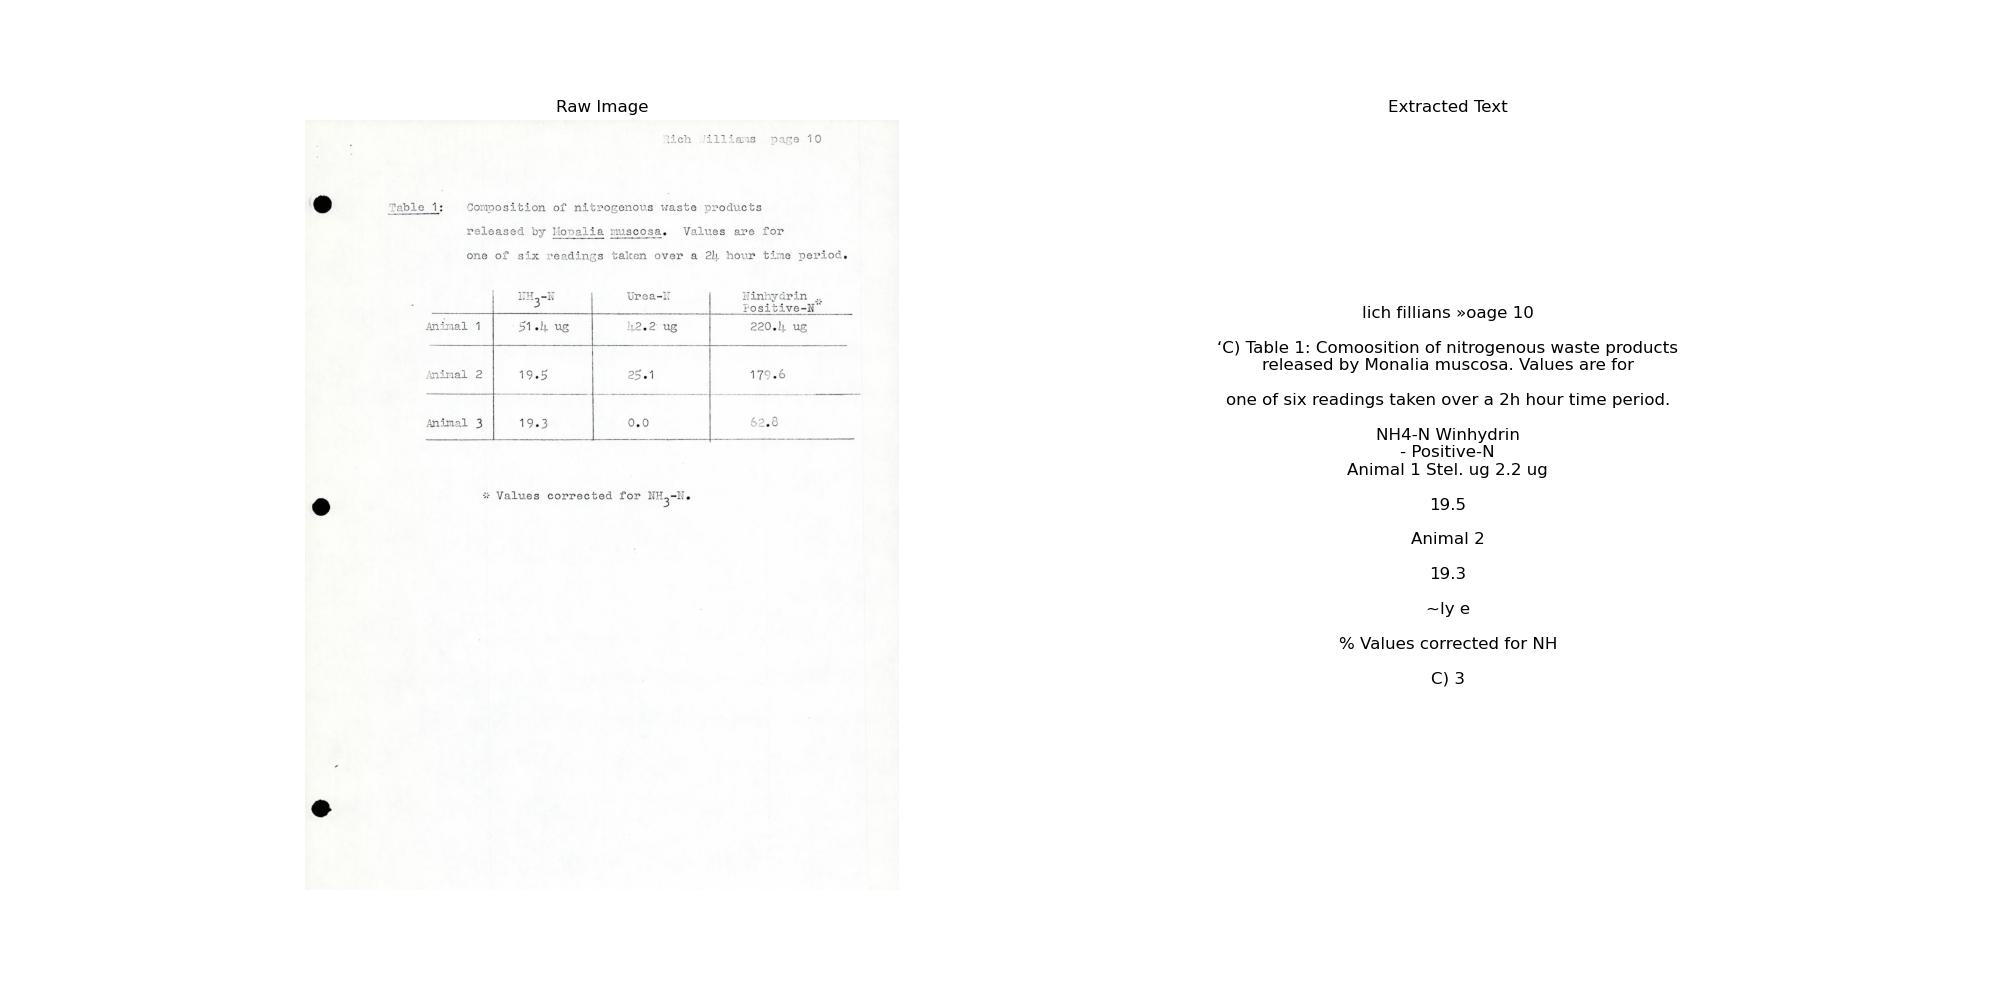 Raw Image
Rich Williams page 10
Table 1: Composition of nitrogenous waste products
released by Mopalia muscosa. Values are for
one of six readings taken over a 24 hour time period.
NH3-N Urea-N Ninhydrin
Positive-N*
Animal 1 51.4 ug 42.2 ug 220.4 ug
Animal 2 19.5 25.1 179.6
Animal 3 19.3 0.0 62.8
* Values corrected for NH3-N.
Extracted Text
lich fillians »oage 10
‘C) Table 1: Comoosition of nitrogenous waste products
released by Monalia muscosa. Values are for
one of six readings taken over a 2h hour time period.
NH4-N Winhydrin
- Positive-N
Animal 1 Stel. ug 2.2 ug
19.5
Animal 2
19.3
~ly e
% Values corrected for NH
C) 3